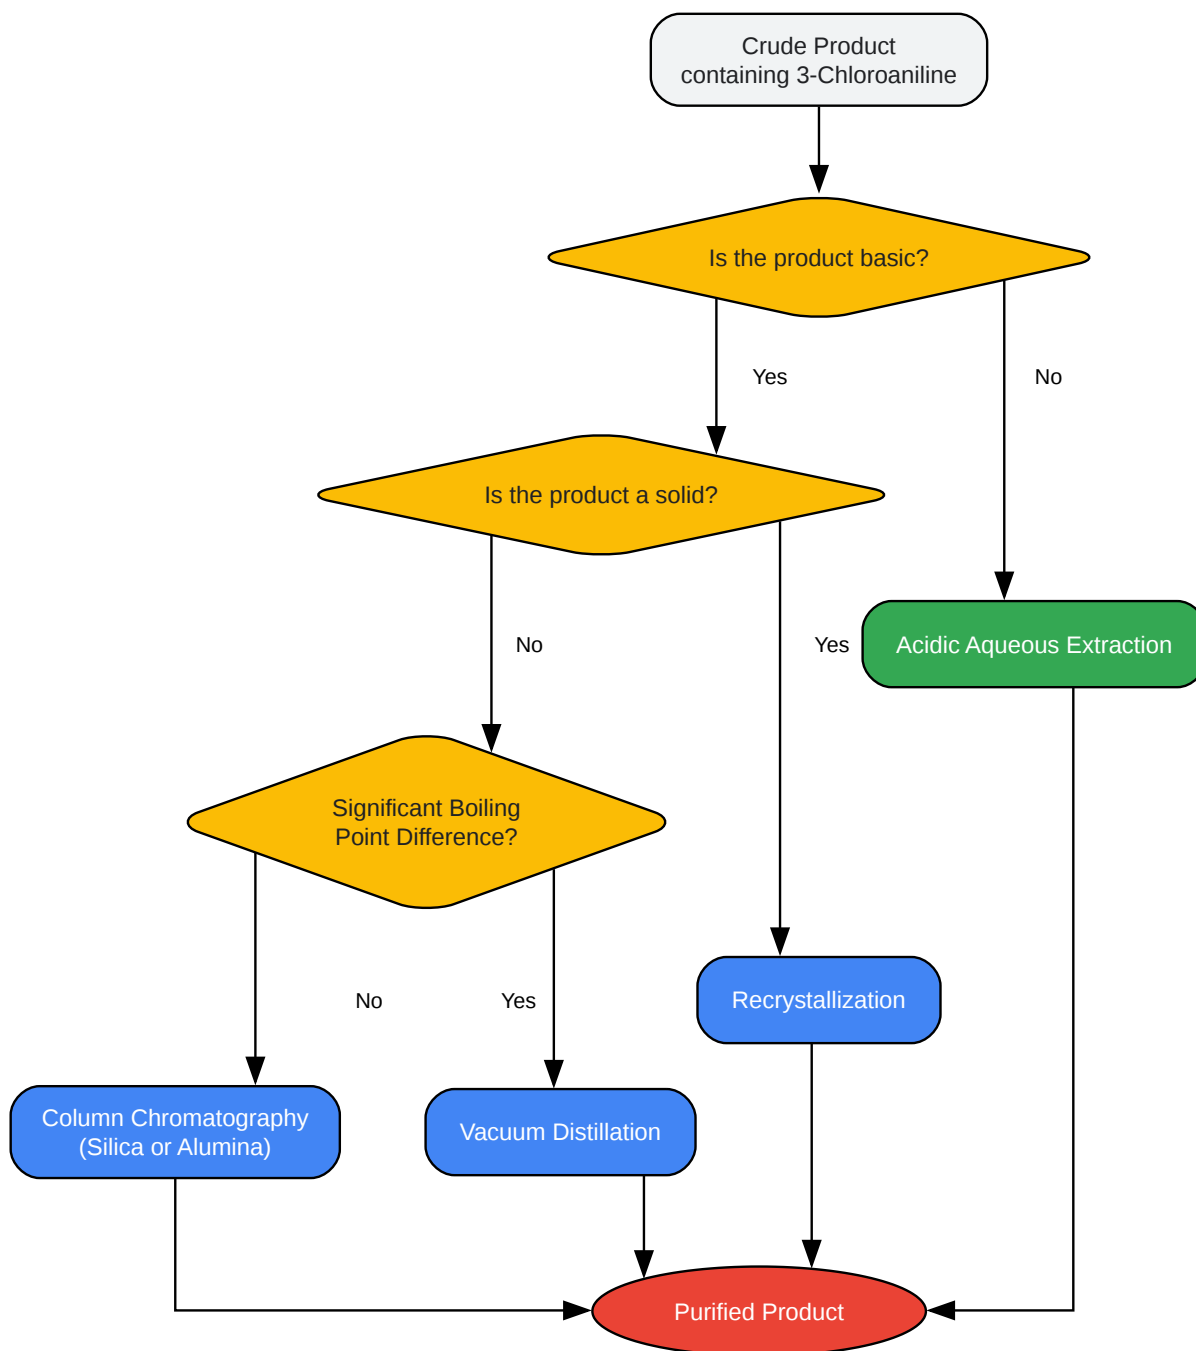 Crude Product
containing 3-Chloroaniline
Is the product basic?
Yes
No
Is the product a solid?
No
Yes
Acidic Aqueous Extraction
Significant Boiling
Point Difference?
No
Yes
Recrystallization
Column Chromatography
(Silica or Alumina)
Vacuum Distillation
Purified Product